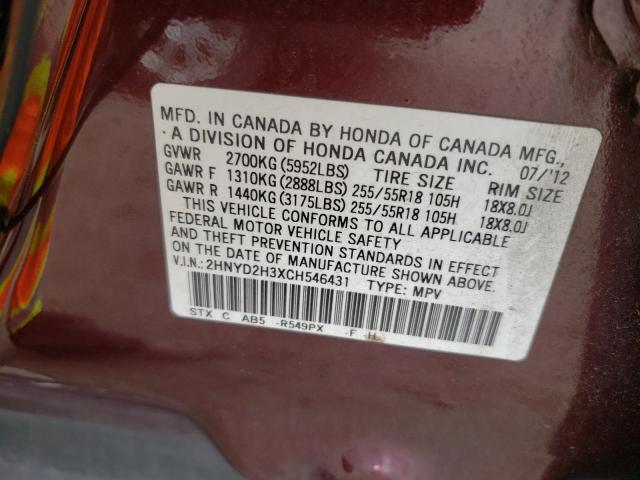 MFD. IN CANADA BY HONDA OF CANADA MFG.,
A DIVISION OF HONDA CANADA INC. 07/'12
GVWR 2700KG(5952LBS) TIRE SIZE RIM SIZE
GAWR F 1310KG(2888LBS) 255/55R18 105H 18X8.0J
GAWR R 1440KG(3175LBS) 255/55R18 105H 18X8.0J
THIS VEHICLE CONFORMS TO ALL APPLICABLE
FEDERAL MOTOR VEHICLE SAFETY
AND THEFT PREVENTION STANDARDS IN EFFECT
ON THE DATE OF MANUFACTURE SHOWN ABOVE.
V.I.N.: 2HNYD2H3XCH546431 TYPE: MPV
STX C AB5 -R549PX -F H